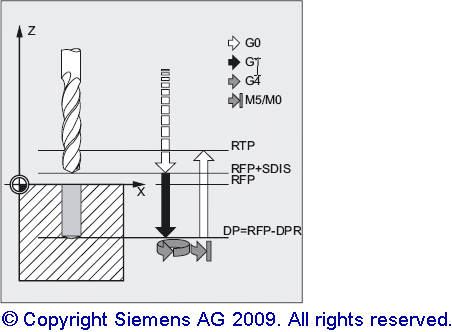 Z
G0
G1
G4
M5/M0
RTP
RFP+SDIS
RFP
X
DP=RFP-DPR
© Copyright Siemens AG 2009. All rights reserved.